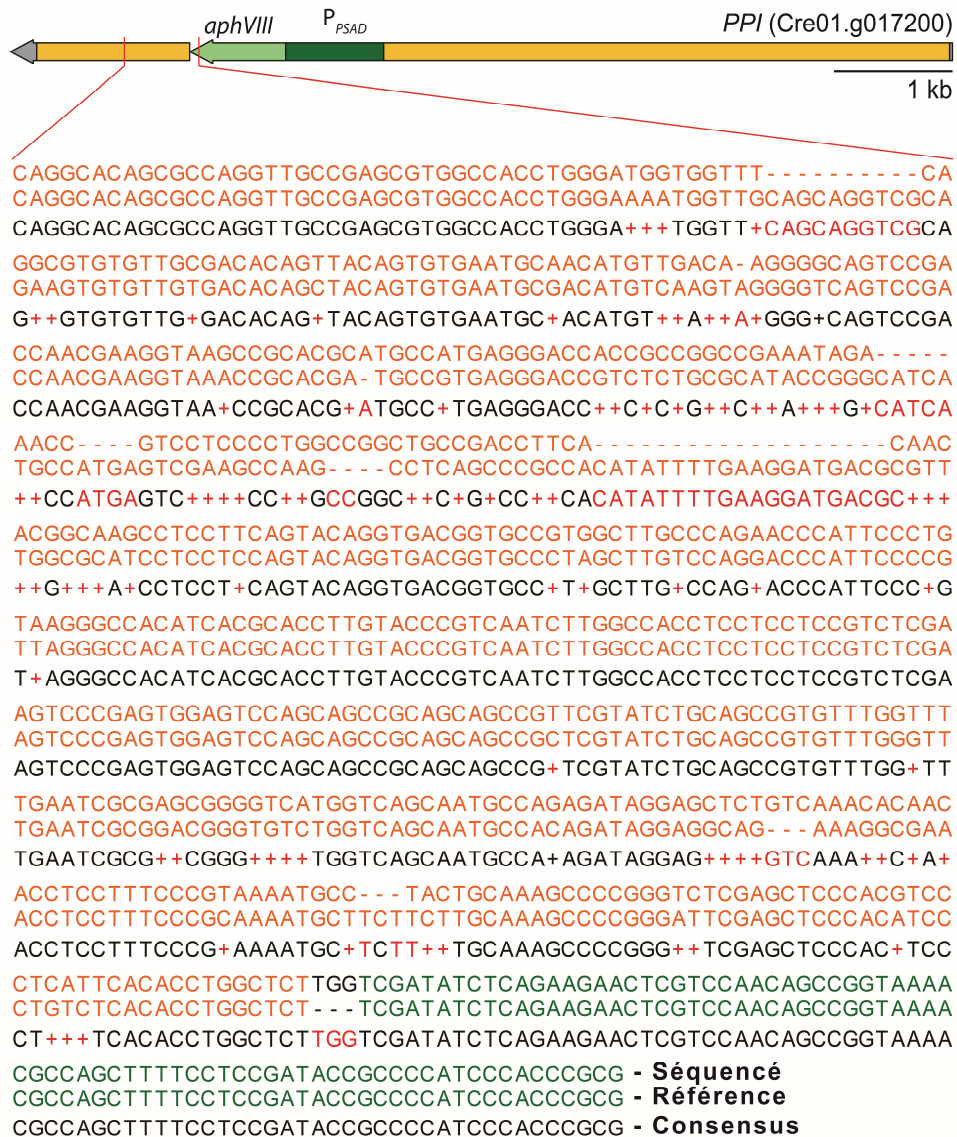 aphVIII P PSAD PPI (Cre01.g017200)
1 kb
CAGGCACAGCGCCAGGTTGCCGAGCGTGGCCACCTGGGATGGTGGTTT----------CA
CAGGCACAGCGCCAGGTTGCCGAGCGTGGCCACCTGGGAAAATGGTTGCAGCAGGTCGCA
CAGGCACAGCGCCAGGTTGCCGAGCGTGGCCACCTGGGA+++TGGTT+CAGCAGGTCGCA
GGCGTGTGTTGCGACACAGTTACAGTGTGAATGCAACATGTTGACA-AGGGGCAGTCCGA
GAAGTGTGTTGTGACACAGCTACAGTGTGAATGCGACATGTCAAGTAGGGGTCAGTCCGA
G++GTGTGTTG+GACACAG+TACAGTGTGAATGC+ACATGT++A++A+GGG+CAGTCCGA
CCAACGAAGGTAAGCCGCACGCATGCCATGAGGGACCACCGCCGGCCGAAATAGA-----
CCAACGAAGGTAAACCGCACGA-TGCCGTGAGGGACCGTCTCTGCGCATACCGGGCATCA
CCAACGAAGGTAA+CCGCACG+ATGCC+TGAGGGACC++C+C+G++C++A+++G+CATCA
AACC----GTCCTCCCCTGGCCGGCTGCCGACCTTCA-------------------CAAC
TGCCATGAGTCGAAGCCAAG----CCTCAGCCCGCCACATATTTTGAAGGATGACGCGTT
++CCATGAGTC++++CC++GCCGGC++C+G+CC++CACATATTTTGAAGGATGACGC+++
ACGGCAAGCCTCCTTCAGTACAGGTGACGGTGCCGTGGCTTGCCCAGAACCCATTCCCTG
TGGCGCATCCTCCTCCAGTACAGGTGACGGTGCCCTAGCTTGTCCAGGACCCATTCCCCG
++G+++A+CCTCCT+CAGTACAGGTGACGGTGCC+T+GCTTG+CCAG+ACCCATTCCC+G
TAAGGGCCACATCACGCACCTTGTACCCGTCAATCTTGGCCACCTCCTCCTCCGTCTCGA
TTAGGGCCACATCACGCACCTTGTACCCGTCAATCTTGGCCACCTCCTCCTCCGTCTCGA
T+AGGGCCACATCACGCACCTTGTACCCGTCAATCTTGGCCACCTCCTCCTCCGTCTCGA
AGTCCCGAGTGGAGTCCAGCAGCCGCAGCAGCCGTTCGTATCTGCAGCCGTGTTTGGTTT
AGTCCCGAGTGGAGTCCAGCAGCCGCAGCAGCCGCTCGTATCTGCAGCCGTGTTTGGGTT
AGTCCCGAGTGGAGTCCAGCAGCCGCAGCAGCCG+TCGTATCTGCAGCCGTGTTTGG+TT
TGAATCGCGAGCGGGGTCATGGTCAGCAATGCCAGAGATAGGAGCTCTGTCAAACACAAC
TGAATCGCGGACGGGTGTCTGGTCAGCAATGCCACAGATAGGAGGCAG---AAAGGCGAA
TGAATCGCG++CGGG++++TGGTCAGCAATGCCA+AGATAGGAG++++GTCAAA++C+A+
ACCTCCTTTCCCGTAAAATGCC---TACTGCAAAGCCCCGGGTCTCGAGCTCCCACGTCC
ACCTCCTTTCCCGCAAAATGCTTCTTCTTGCAAAGCCCCGGGATTCGAGCTCCCACATCC
ACCTCCTTTCCCG+AAAATGC+TCTT++TGCAAAGCCCCGGG++TCGAGCTCCCAC+TCC
CTCATTCACACCTGGCTCTTGGTCGATATCTCAGAAGAACTCGTCCAACAGCCGGTAAAA
CTGTCTCACACCTGGCTCT---TCGATATCTCAGAAGAACTCGTCCAACAGCCGGTAAAA
CT+++TCACACCTGGCTCTTGGTCGATATCTCAGAAGAACTCGTCCAACAGCCGGTAAAA
CGCCAGCTTTTCCTCCGATACCGCCCCATCCCACCCGCG - Séquencé
CGCCAGCTTTTCCTCCGATACCGCCCCATCCCACCCGCG - Référence
CGCCAGCTTTTCCTCCGATACCGCCCCATCCCACCCGCG - Consensus